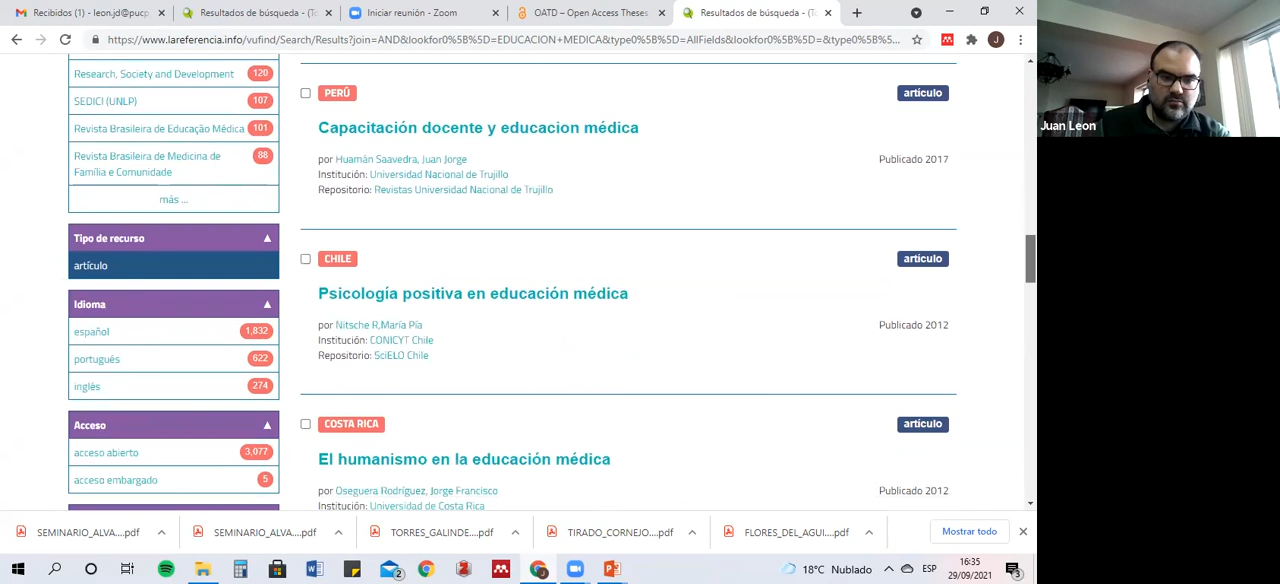 Recibidos (1) - leon.jd@pucp
Resultados de búsqueda - (To
Iniciar reunión - Zoom
OATD – Open Access Theses
Resultados de búsqueda - (To
https://www.lareferencia.info/vufind/Search/Results?join=AND&lookfor0%5B%5D=EDUCACION+MEDICA&type0%5B%5D=AllFields&lookfor0%5B%5D=&type0%5B%5...
J
Research, Society and Development 120
SEDICI (UNLP) 107
Revista Brasileira de Educação Médica 101
Revista Brasileira de Medicina de
Família e Comunidade 88
más ...
Tipo de recurso
artículo
Idioma
español 1,832
portugués 622
inglés 274
Acceso
acceso abierto 3,077
acceso embargado 5
PERÚ artículo
Capacitación docente y educacion médica
por Huamán Saavedra, Juan Jorge Publicado 2017
Institución: Universidad Nacional de Trujillo
Repositorio: Revistas Universidad Nacional de Trujillo
CHILE artículo
Psicología positiva en educación médica
por Nitsche R,María Pía Publicado 2012
Institución: CONICYT Chile
Repositorio: SciELO Chile
COSTA RICA artículo
El humanismo en la educación médica
por Oseguera Rodríguez, Jorge Francisco Publicado 2012
Institución: Universidad de Costa Rica
Juan Leon
SEMINARIO_ALVA....pdf
SEMINARIO_ALVA....pdf
TORRES_GALINDE....pdf
TIRADO_CORNEJO....pdf
FLORES_DEL_AGUI....pdf
Mostrar todo
2
18°C Nublado
ESP
16:35
29/09/2021
3